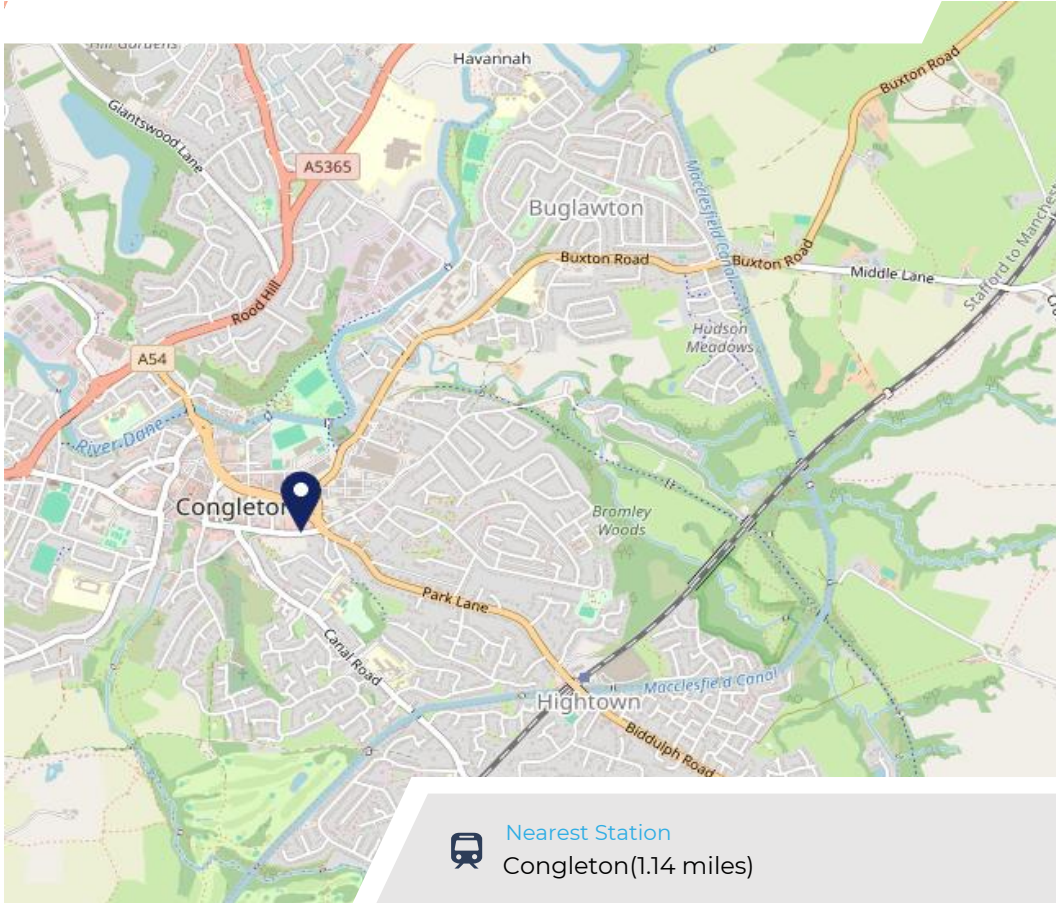 Hill Gardens
Havannah
Buxton Road
Giantswood Lane
A5365
Macclesfield Canal
Buglawton
Stafford to Manchest
Buxton Road
Buxton Road
Middle Lane
Rood Hill
Hudson
Meadows
A54
River Dane
Congleton
Bromley
Woods
Park Lane
Canal Road
Macclesfield Canal
Hightown
Biddulph Road
Nearest Station
Congleton(1.14 miles)